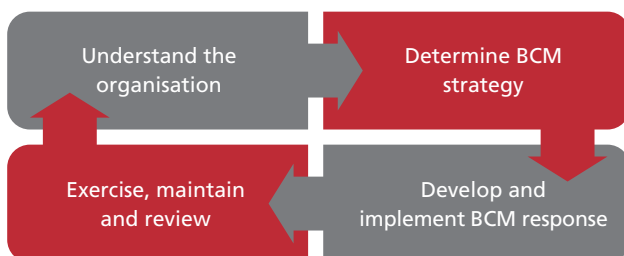 Understand the
organisation
Determine BCM
strategy
Exercise, maintain
and review
Develop and
implement BCM response